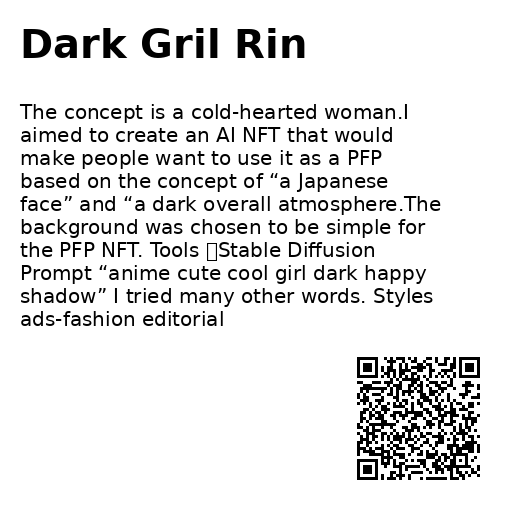 Dark Gril Rin
The concept is a cold-hearted woman.I
aimed to create an AI NFT that would
make people want to use it as a PFP
based on the concept of “a Japanese
face” and “a dark overall atmosphere.The
background was chosen to be simple for
the PFP NFT. Tools ▯Stable Diffusion
Prompt “anime cute cool girl dark happy
shadow” I tried many other words. Styles
ads-fashion editorial